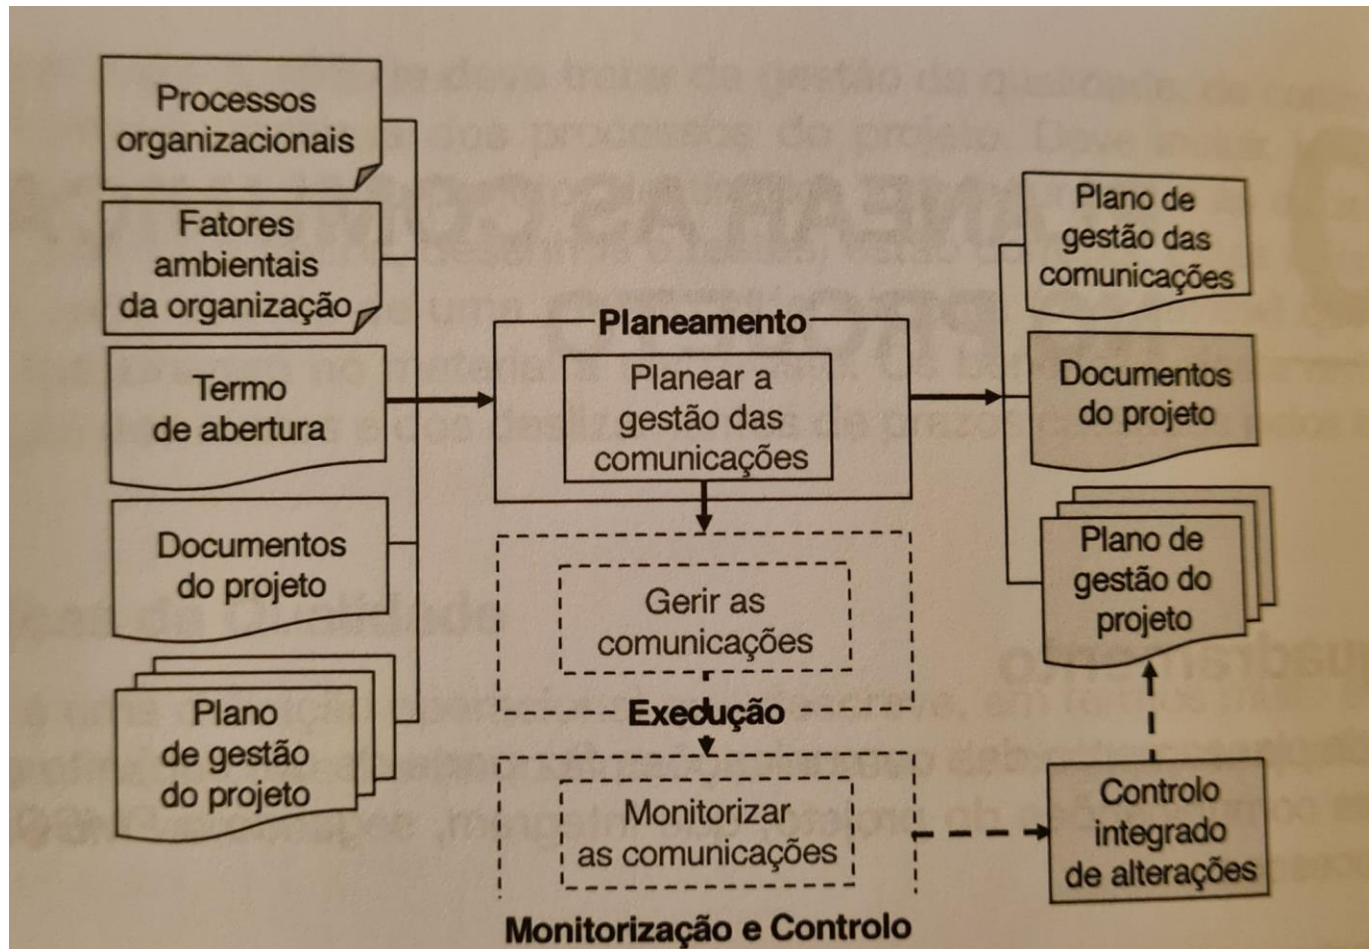 Processos
organizacionais
Fatores
ambientais
da organização
Termo
de abertura
Documentos
do projeto
Plano
de gestão
do projeto
Planeamento
Planear a
gestão das
comunicações
Gerir as
comunicações
Execução
Monitorizar
as comunicações
Monitorização e Controlo
Plano de
gestão das
comunicações
Documentos
do projeto
Plano de
gestão do
projeto
Controlo
integrado
de alterações